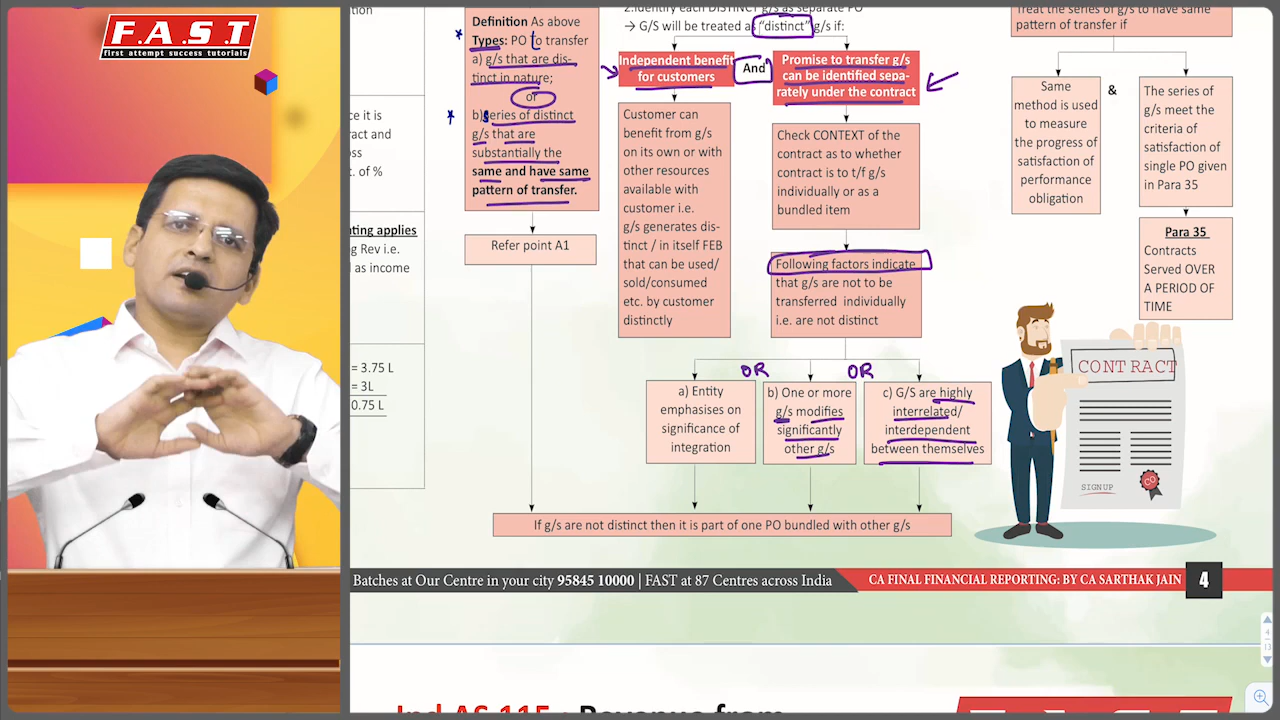 F.A.S.T
first attempt success tutorials
Definition As above
Types: PO to transfer
a) g/s that are dis-
tinct in nature;
or
b) series of distinct
g/s that are
substantially the
same and have same
pattern of transfer.
Refer point A1
2.Identify each DISTINCT g/s as separate PO
→ G/S will be treated as "distinct" g/s if:
Independent benefit
for customers
And
Promise to transfer g/s
can be identified sepa-
rately under the contract
Customer can
benefit from g/s
on its own or with
other resources
available with
customer i.e.
g/s generates dis-
tinct / in itself FEB
that can be used/
sold/consumed
etc. by customer
distinctly
Check CONTEXT of the
contract as to whether
contract is to t/f g/s
individually or as a
bundled item
Following factors indicate
that g/s are not to be
transferred individually
i.e. are not distinct
OR
OR
a) Entity
emphasises on
significance of
integration
b) One or more
g/s modifies
significantly
other g/s
c) G/S are highly
interrelated/
interdependent
between themselves
If g/s are not distinct then it is part of one PO bundled with other g/s
Treat the series of g/s to have same
pattern of transfer if
Same
method is used
to measure
the progress of
satisfaction of
performance
obligation
&
The series of
g/s meet the
criteria of
satisfaction of
single PO given
in Para 35
Para 35
Contracts
Served OVER
A PERIOD OF
TIME
CONTRACT
SIGN UP
CO
ce it is
ract and
oss
t. of %
ting applies
g Rev i.e.
d as income
= 3.75 L
= 3L
0.75 L
Batches at Our Centre in your city 95845 10000 | FAST at 87 Centres across India
CA FINAL FINANCIAL REPORTING: BY CA SARTHAK JAIN
4
4
13
Ind AS 115 : Revenue from